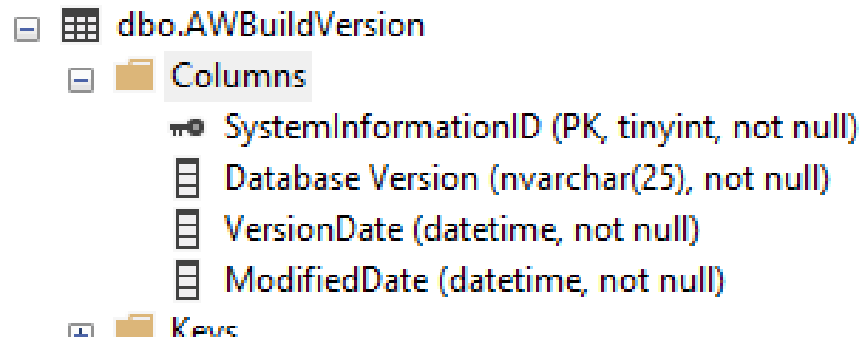 dbo.AWBuildVersion
Columns
SystemInformationID (PK, tinyint, not null)
Database Version (nvarchar(25), not null)
VersionDate (datetime, not null)
ModifiedDate (datetime, not null)
Keys